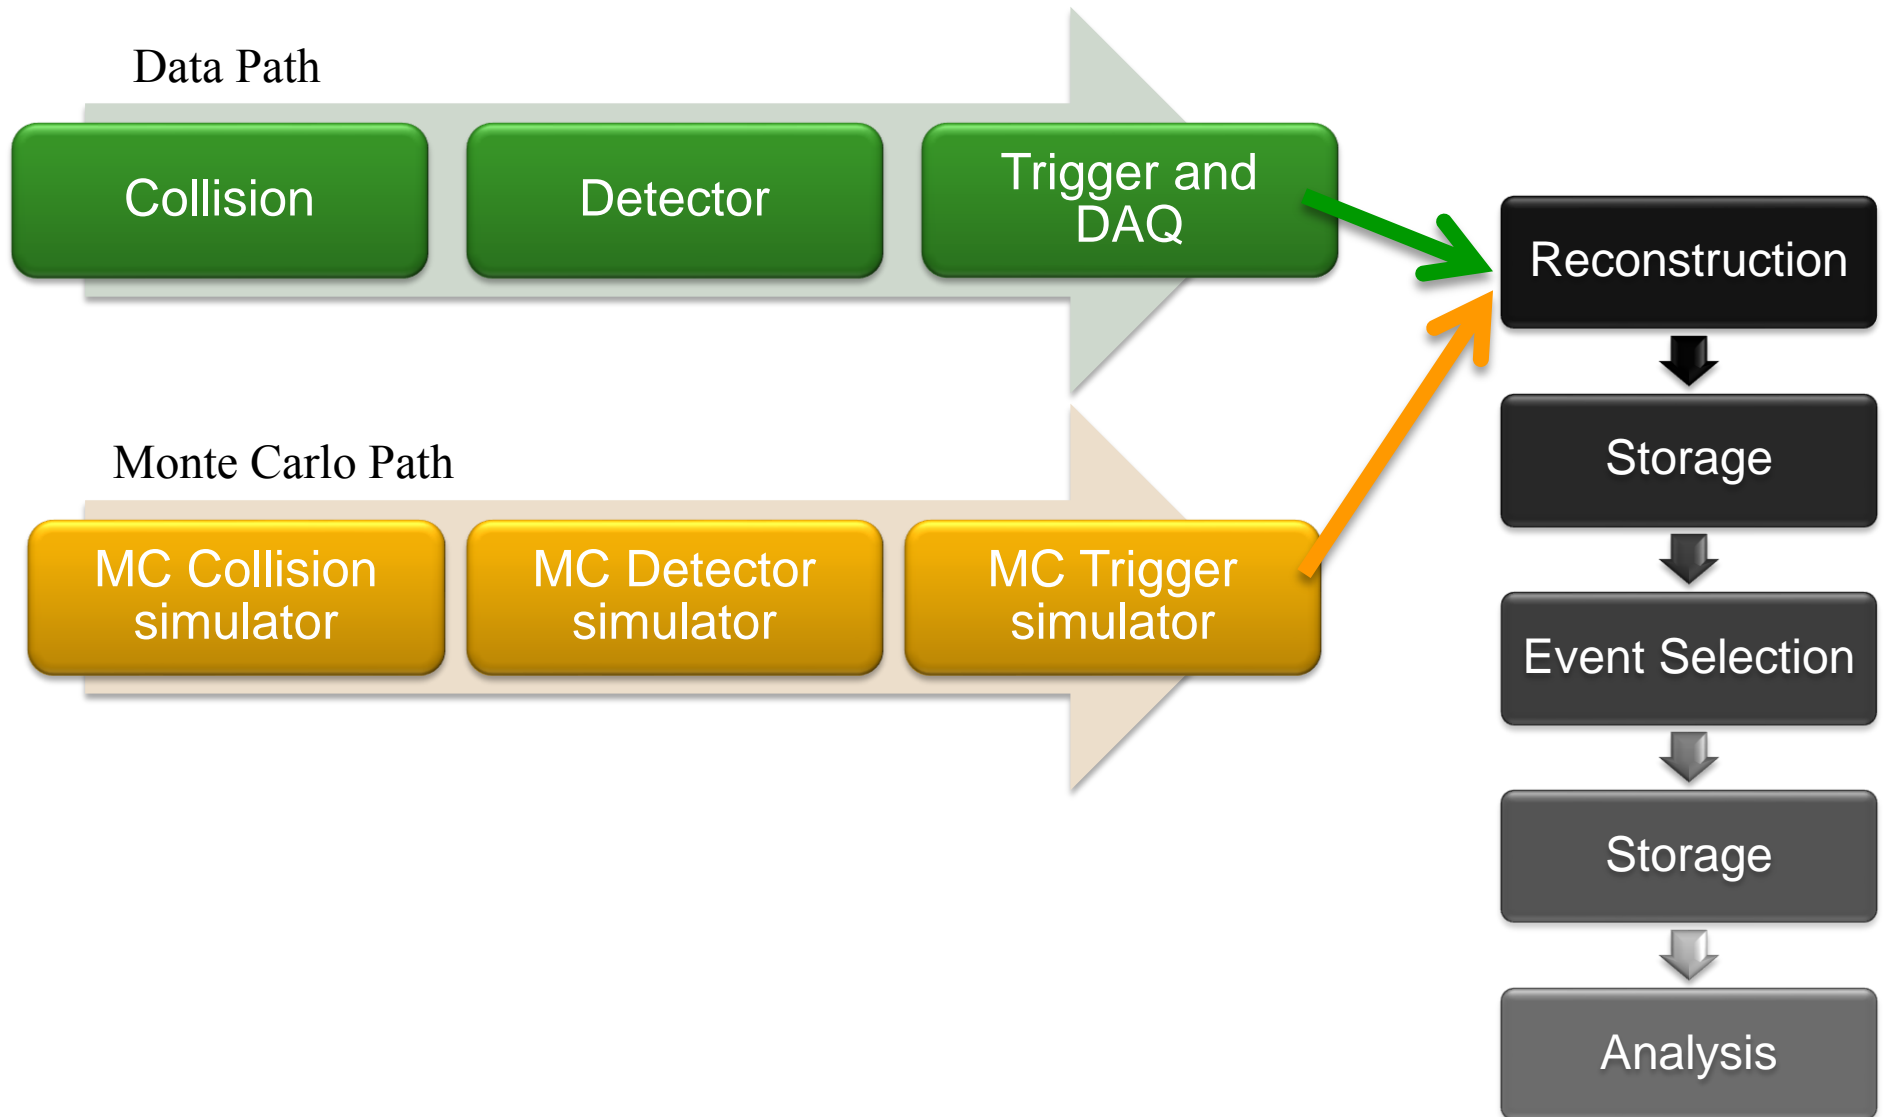 Data Path
Collision
Detector
Trigger and
DAQ
Monte Carlo Path
MC Collision
simulator
MC Detector
simulator
MC Trigger
simulator
Reconstruction
Storage
Event Selection
Storage
Analysis